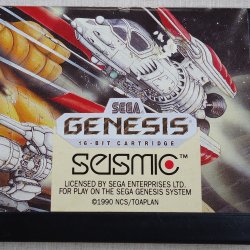 SEGA
GENESIS
16-BIT CARTRIDGE
SEISMIC™
LICENSED BY SEGA ENTERPRISES LTD.
FOR PLAY ON THE SEGA GENESIS SYSTEM
©1990 NCS/TOAPLAN